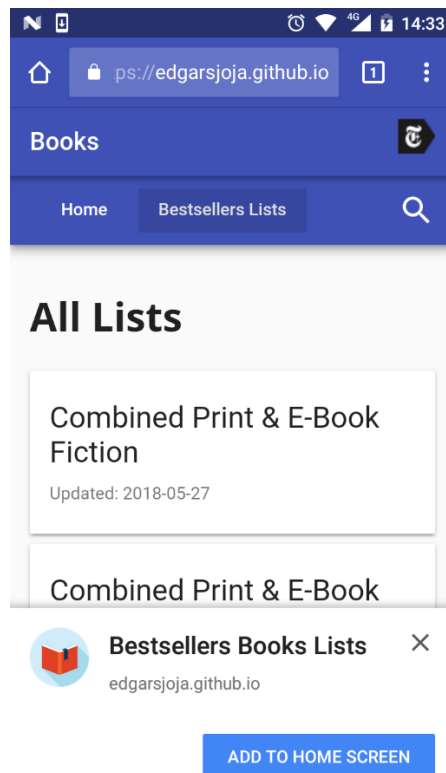 4G 14:33
ps://edgarsjoja.github.io 1
Books
Home Bestsellers Lists
All Lists
Combined Print & E-Book
Fiction
Updated: 2018-05-27
Combined Print & E-Book
Bestsellers Books Lists
edgarsjoja.github.io
ADD TO HOME SCREEN